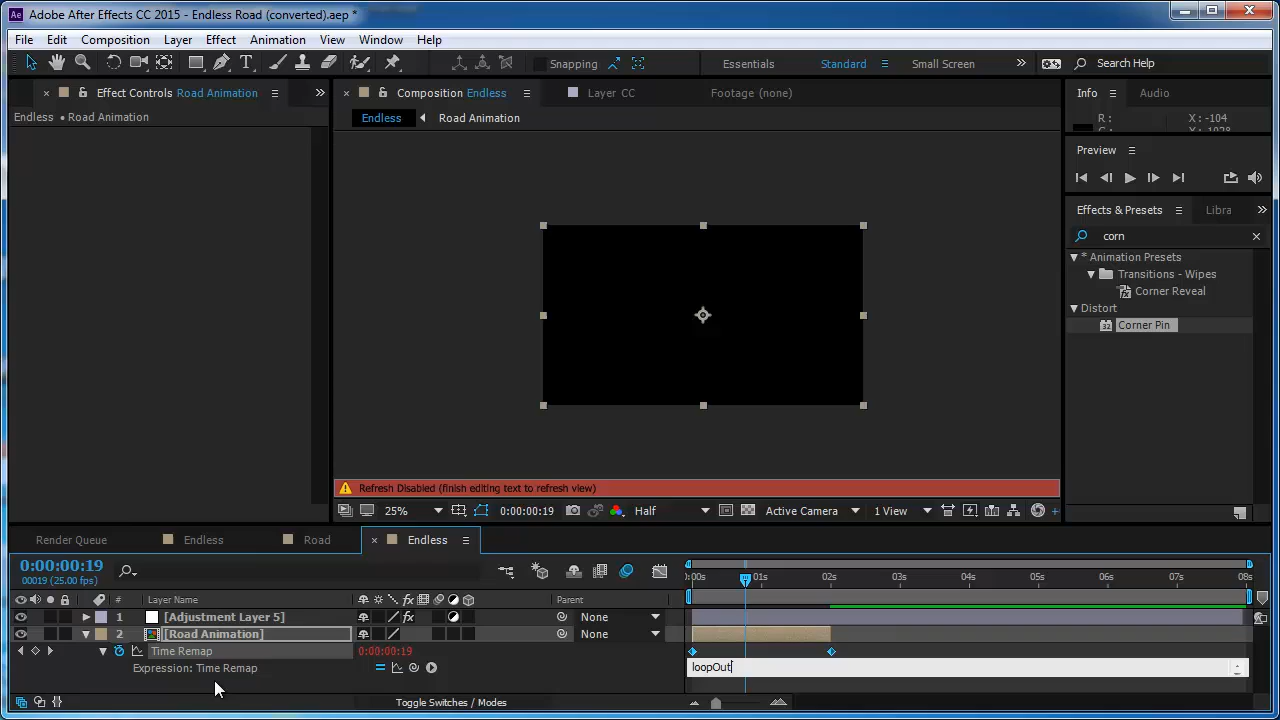 Adobe After Effects CC 2015 - Endless Road (converted).aep *
File Edit Composition Layer Effect Animation View Window Help
Snapping Essentials Standard Small Screen Search Help
Effect Controls Road Animation
Composition Endless Layer CC Footage (none)
Info Audio
Endless • Road Animation
Endless Road Animation
R : X : -104
Preview
Effects & Presets Libra
corn
* Animation Presets
Transitions - Wipes
Corner Reveal
Distort
32 Corner Pin
Refresh Disabled (finish editing text to refresh view)
25% 0:00:00:19 Half Active Camera 1 View
Render Queue Endless Road Endless
0:00:00:19
00019 (25.00 fps)
:00s 01s 02s 03s 04s 05s 06s 07s 08s
# Layer Name fx Parent
1 [Adjustment Layer 5] fx None
2 [Road Animation] None
Time Remap 0:00:00:19
Expression: Time Remap loopOut
Toggle Switches / Modes